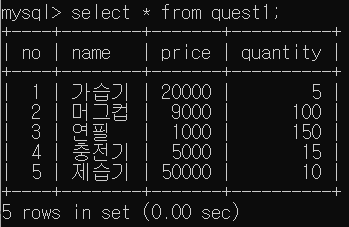 mysql> select * from quest1;
+----+--------+-------+----------+
| no | name | price | quantity |
+----+--------+-------+----------+
| 1 | 가습기 | 20000 | 5 |
| 2 | 머그컵 | 9000 | 100 |
| 3 | 연필 | 1000 | 150 |
| 4 | 충전기 | 5000 | 15 |
| 5 | 제습기 | 50000 | 10 |
+----+--------+-------+----------+
5 rows in set (0.00 sec)